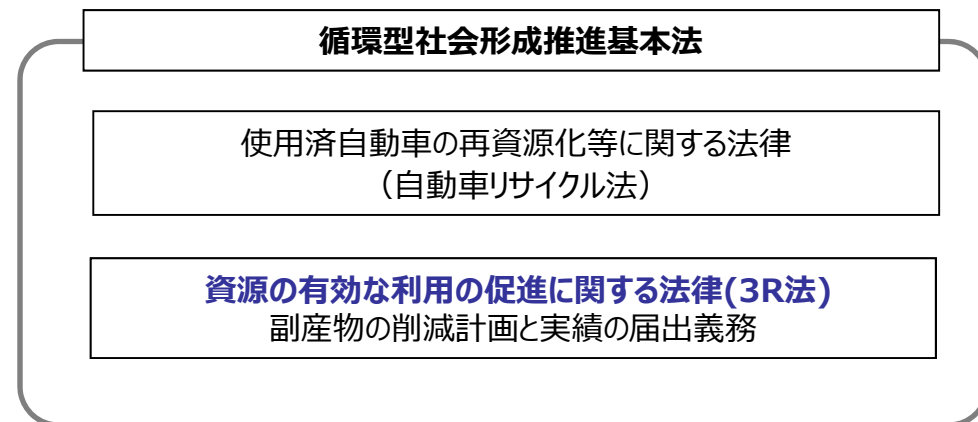 循環型社会形成推進基本法
使用済自動車の再資源化等に関する法律
（自動車リサイクル法）
資源の有効な利用の促進に関する法律(3R法)
副産物の削減計画と実績の届出義務